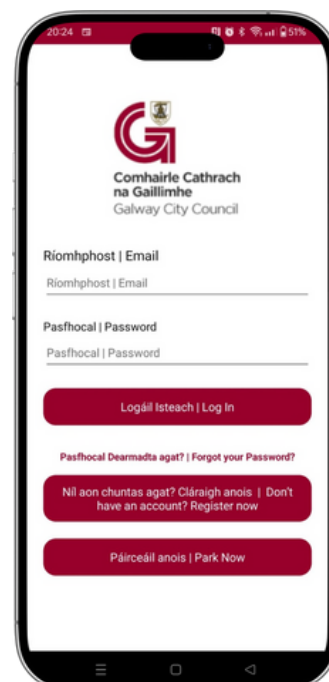 20:24
51%
Comhairle Cathrach
na Gaillimhe
Galway City Council
Ríomhphost | Email
Ríomhphost | Email
Pasfhocal | Password
Pasfhocal | Password
Logáil Isteach | Log In
Pasfhocal Dearmadta agat? | Forgot your Password?
Níl aon chuntas agat? Cláraigh anois | Don't
have an account? Register now
Páirceáil anois | Park Now